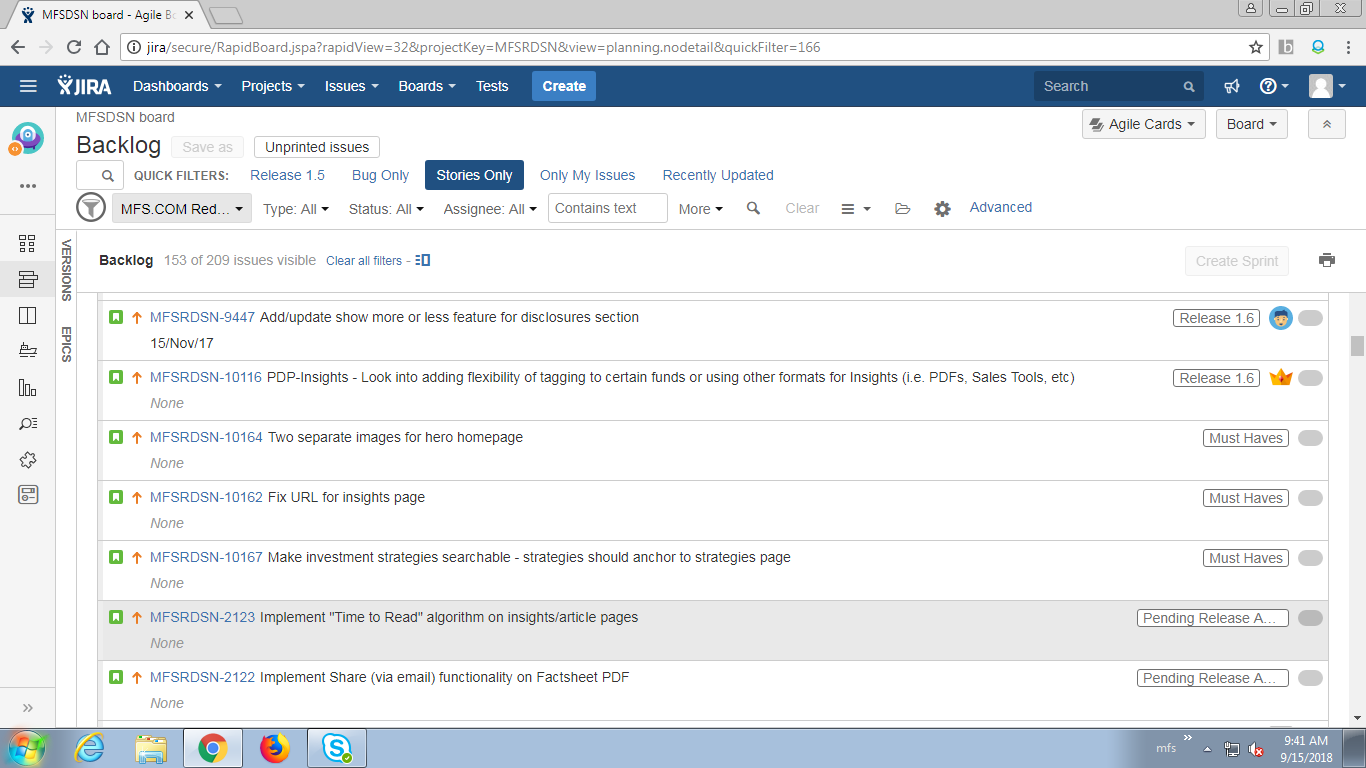 MFSDSN board - Agile Bo
jira/secure/RapidBoard.jspa?rapidView=32&projectKey=MFSRDSN&view=planning.nodetail&quickFilter=166
JIRA Dashboards Projects Issues Boards Tests Create Search
MFSDSN board
Backlog Save as Unprinted issues Agile Cards Board
QUICK FILTERS: Release 1.5 Bug Only Stories Only Only My Issues Recently Updated
MFS.COM Red... Type: All Status: All Assignee: All Contains text More Clear Advanced
VERSIONS
EPICS
Backlog 153 of 209 issues visible Clear all filters - Create Sprint
MFSRDSN-9447 Add/update show more or less feature for disclosures section Release 1.6
15/Nov/17
MFSRDSN-10116 PDP-Insights - Look into adding flexibility of tagging to certain funds or using other formats for Insights (i.e. PDFs, Sales Tools, etc) Release 1.6
None
MFSRDSN-10164 Two separate images for hero homepage Must Haves
None
MFSRDSN-10162 Fix URL for insights page Must Haves
None
MFSRDSN-10167 Make investment strategies searchable - strategies should anchor to strategies page Must Haves
None
MFSRDSN-2123 Implement "Time to Read" algorithm on insights/article pages Pending Release A...
None
MFSRDSN-2122 Implement Share (via email) functionality on Factsheet PDF Pending Release A...
None
mfs 9:41 AM
9/15/2018